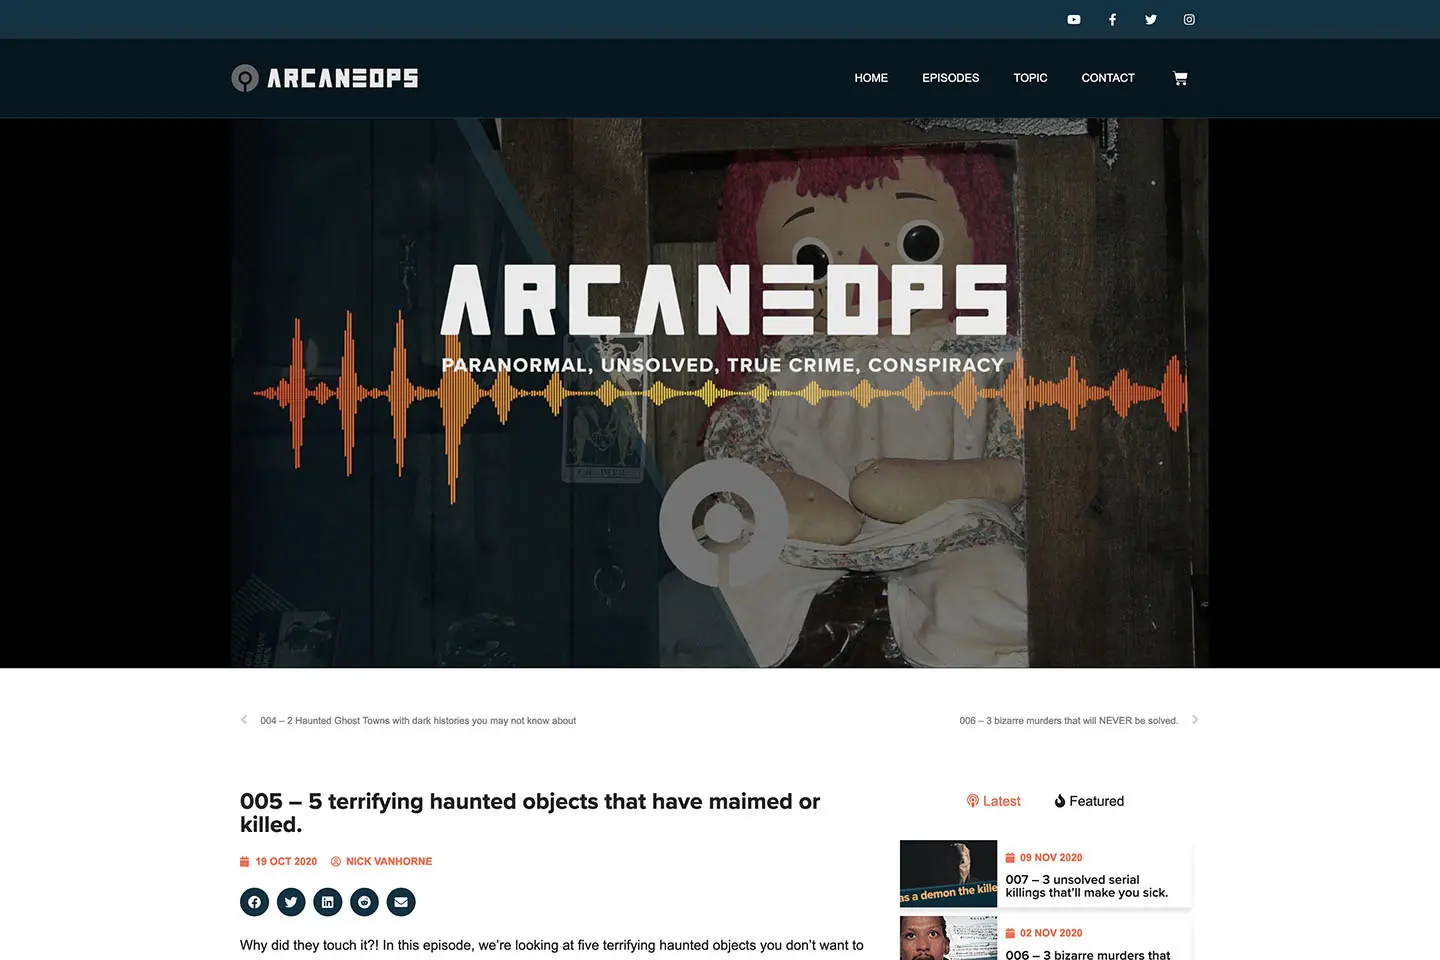 ARCANEOPS
HOME
EPISODES
TOPIC
CONTACT
ARCANEOPS
PARANORMAL, UNSOLVED, TRUE CRIME, CONSPIRACY
THE DEVIL
004 – 2 Haunted Ghost Towns with dark histories you may not know about
006 – 3 bizarre murders that will NEVER be solved.
005 – 5 terrifying haunted objects that have maimed or
killed.
19 OCT 2020
NICK VANHORNE
Why did they touch it?! In this episode, we're looking at five terrifying haunted objects you don't want to
Latest
Featured
as a demon the kille
09 NOV 2020
007 – 3 unsolved serial
killings that'll make you sick.
02 NOV 2020
006 – 3 bizarre murders that